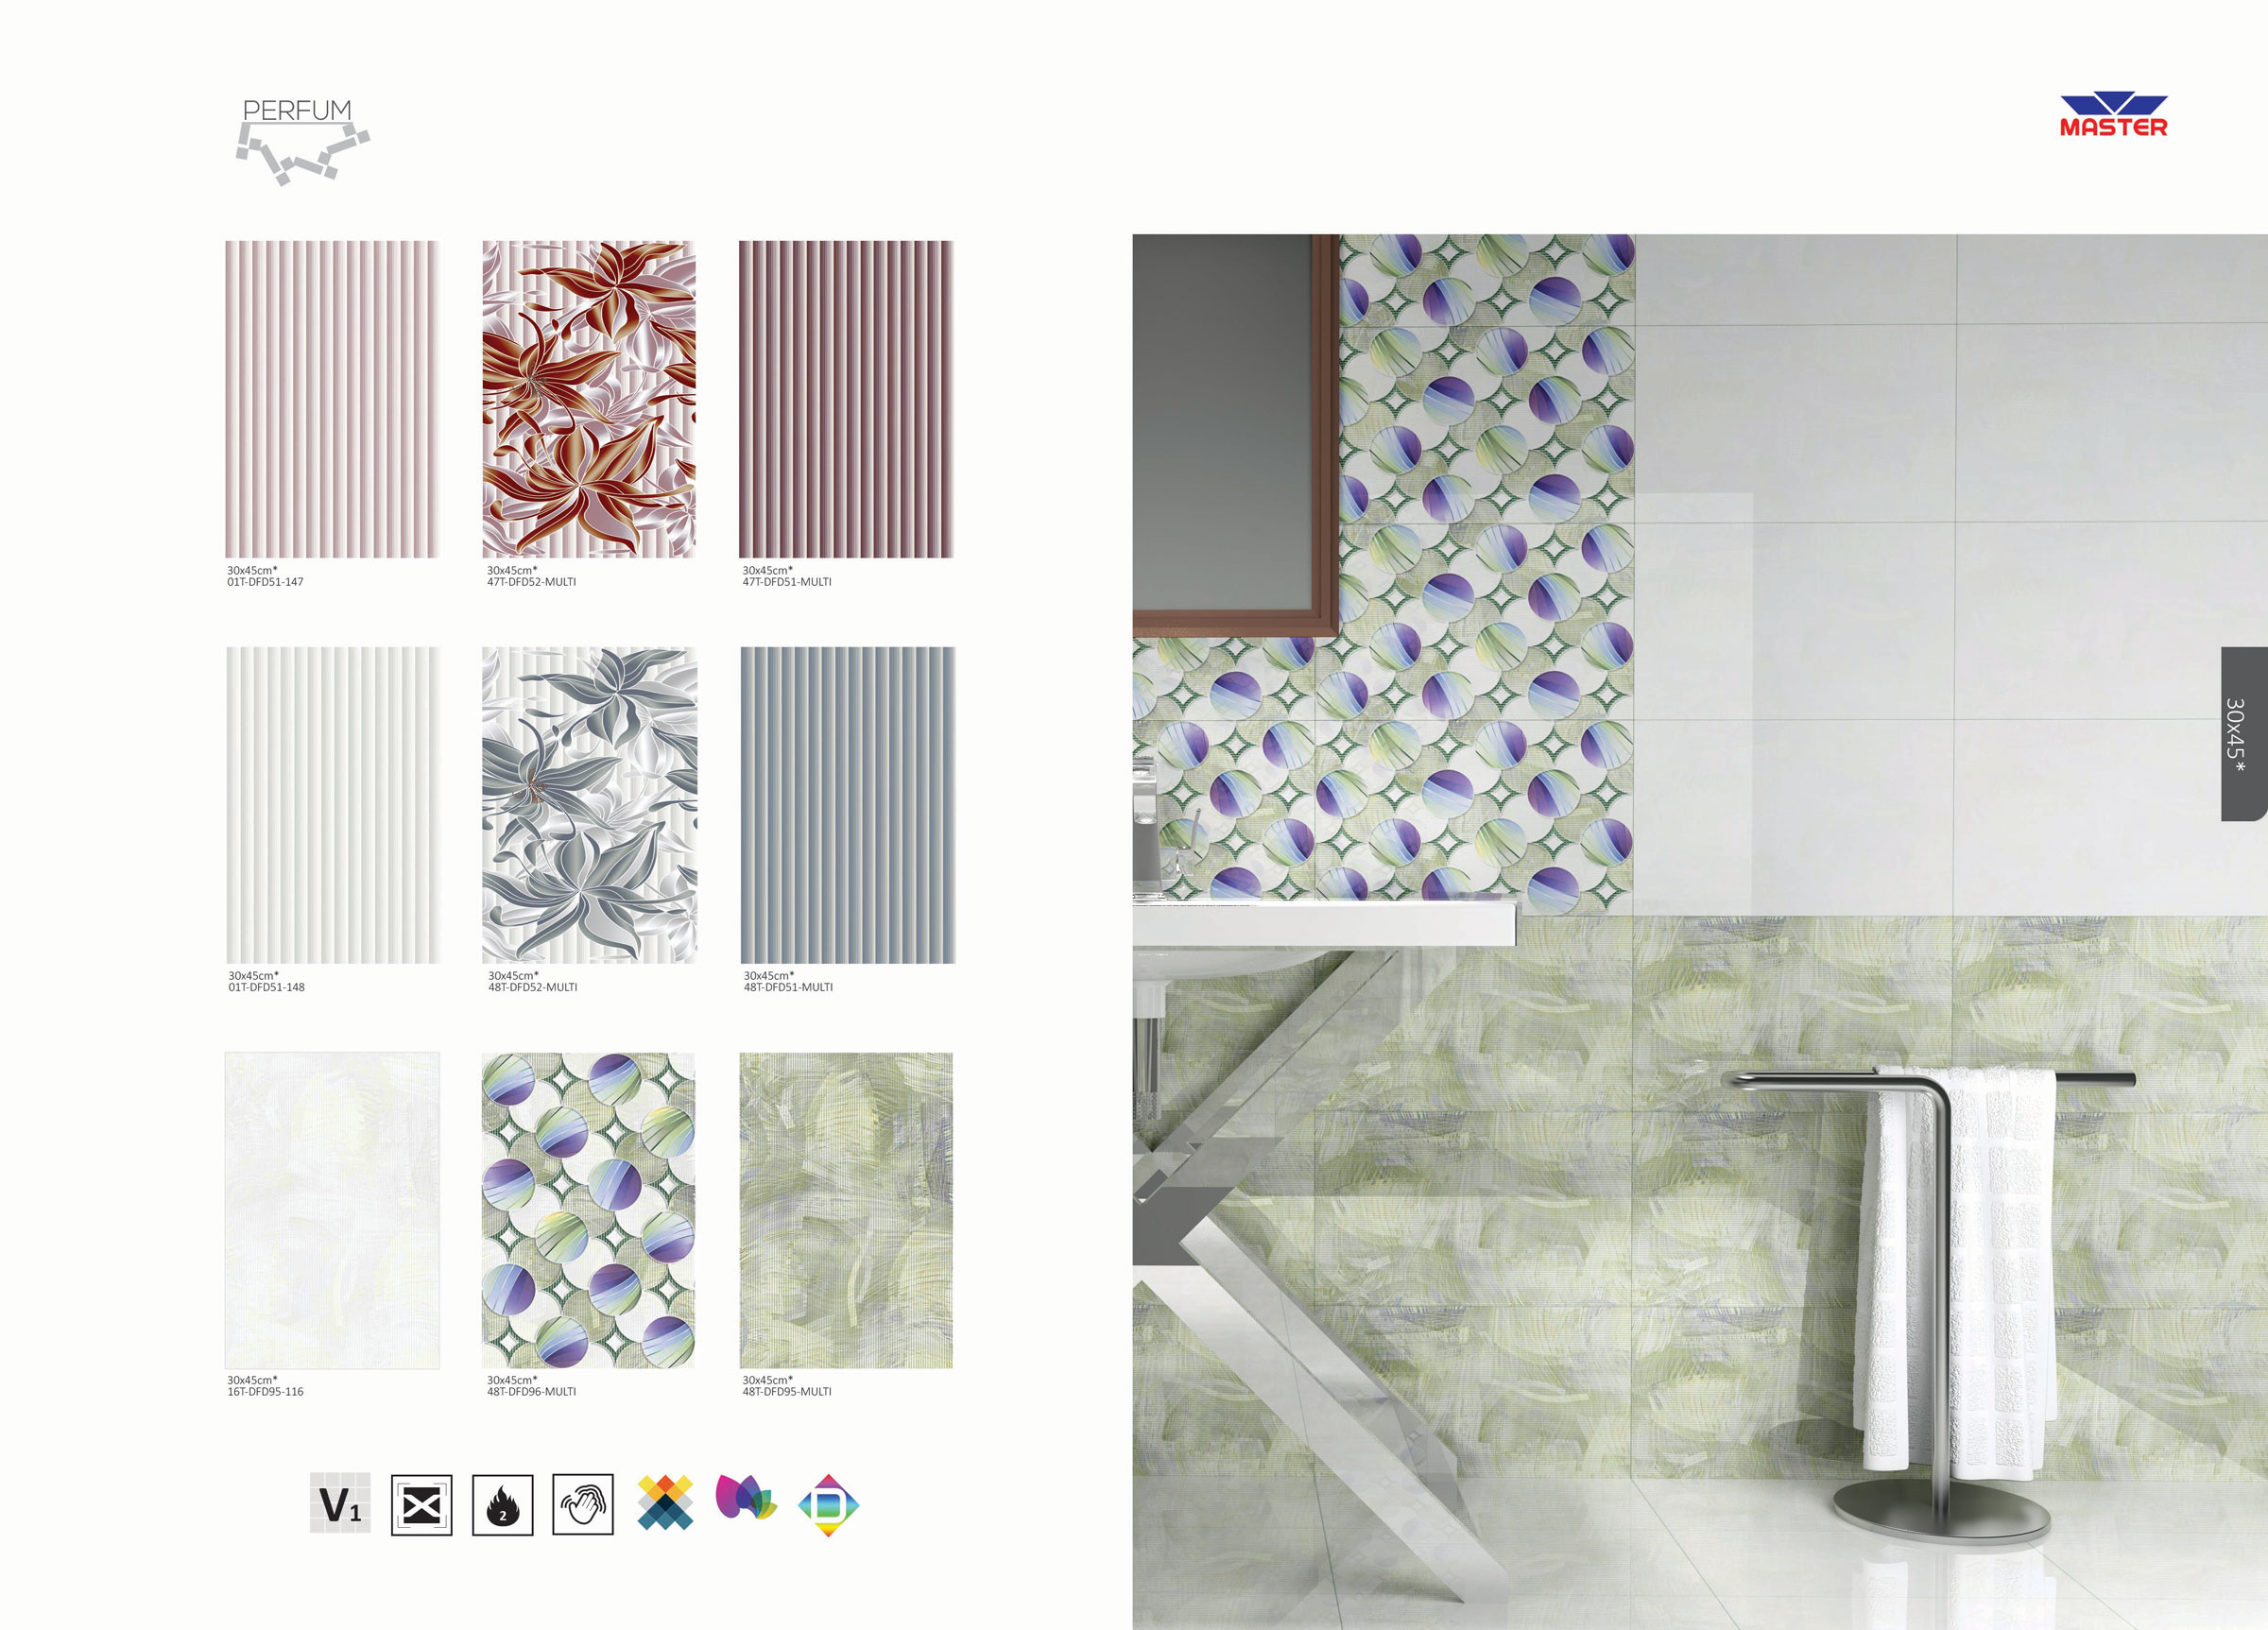 PERFUM
MASTER
30x45cm*
01T-DFD51-147
30x45cm*
47T-DFD52-MULTI
30x45cm*
47T-DFD51-MULTI
30x45cm*
01T-DFD51-148
30x45cm*
48T-DFD52-MULTI
30x45cm*
48T-DFD51-MULTI
30x45*
30x45cm*
16T-DFD95-116
30x45cm*
48T-DFD96-MULTI
30x45cm*
48T-DFD95-MULTI
V1
2
D